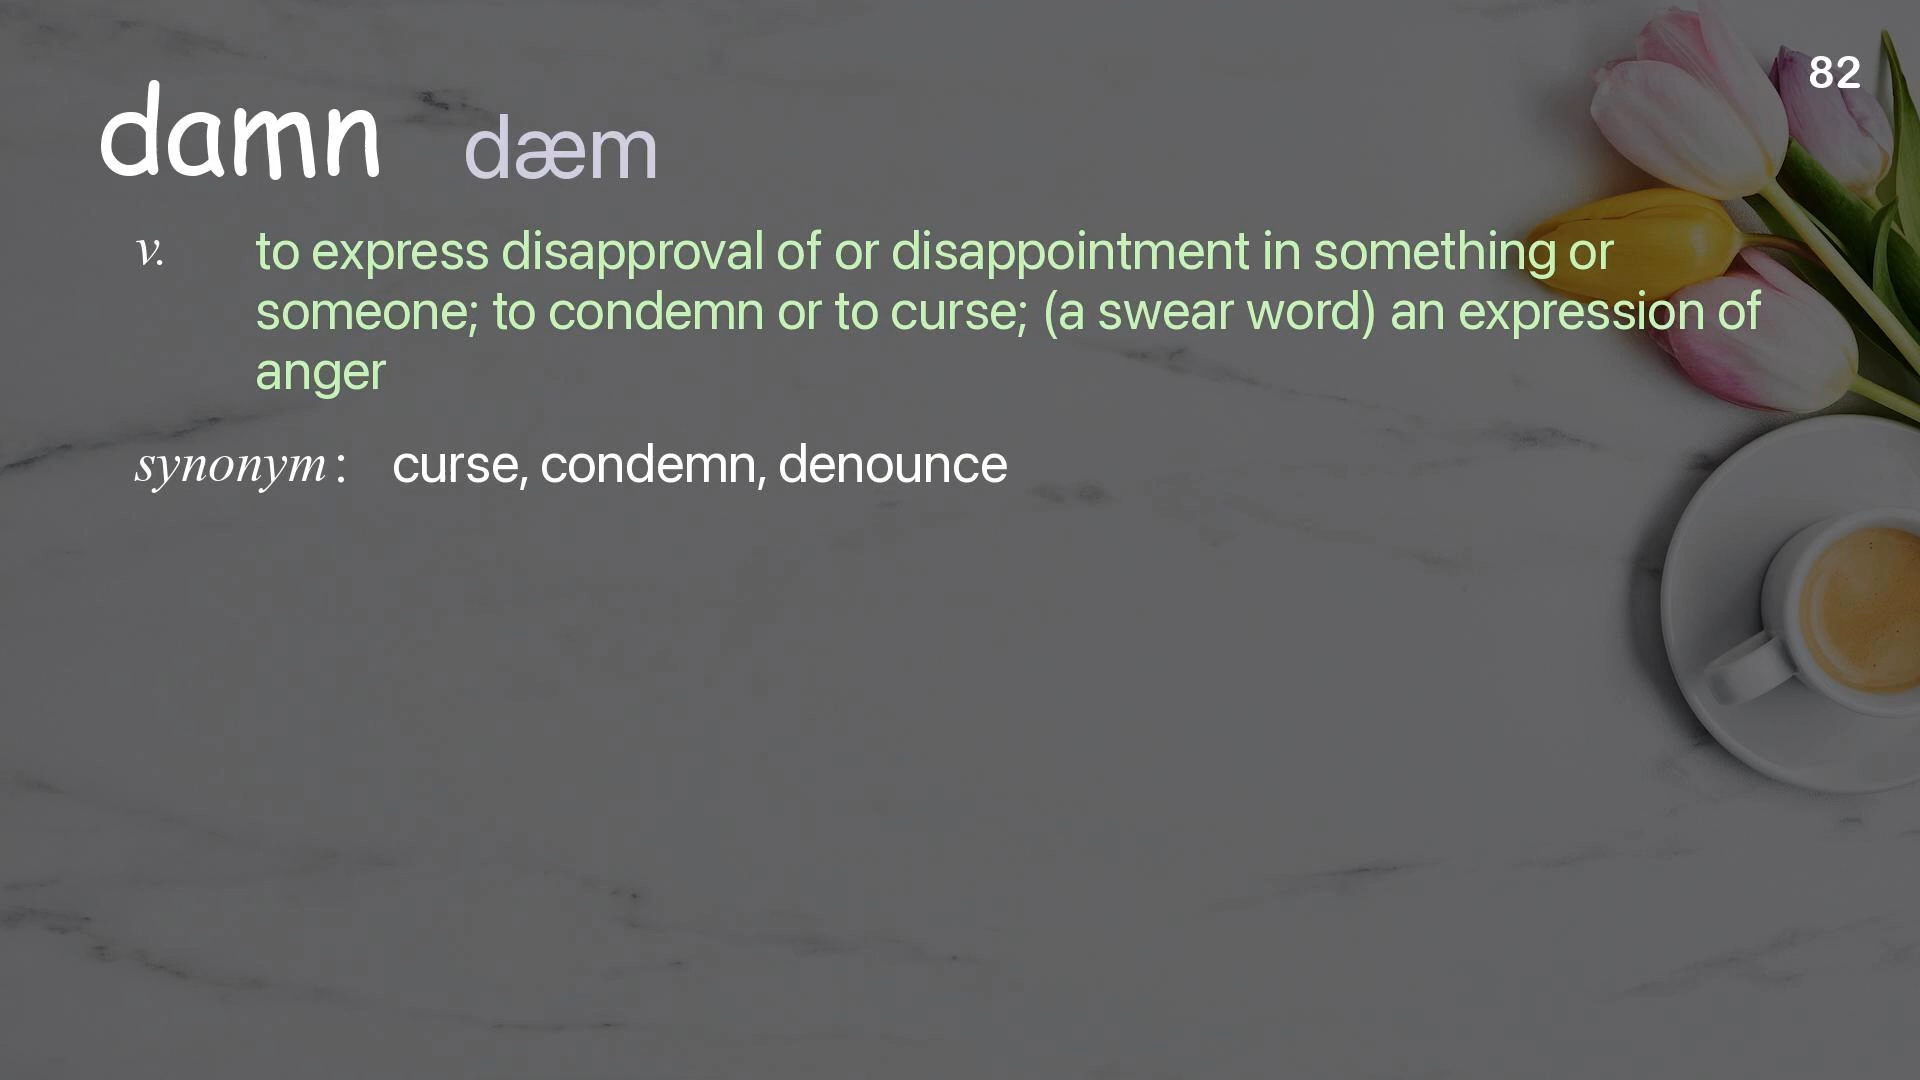 82
damn dæm
v. to express disapproval of or disappointment in something or
someone; to condemn or to curse; (a swear word) an expression of
anger
synonym : curse, condemn, denounce